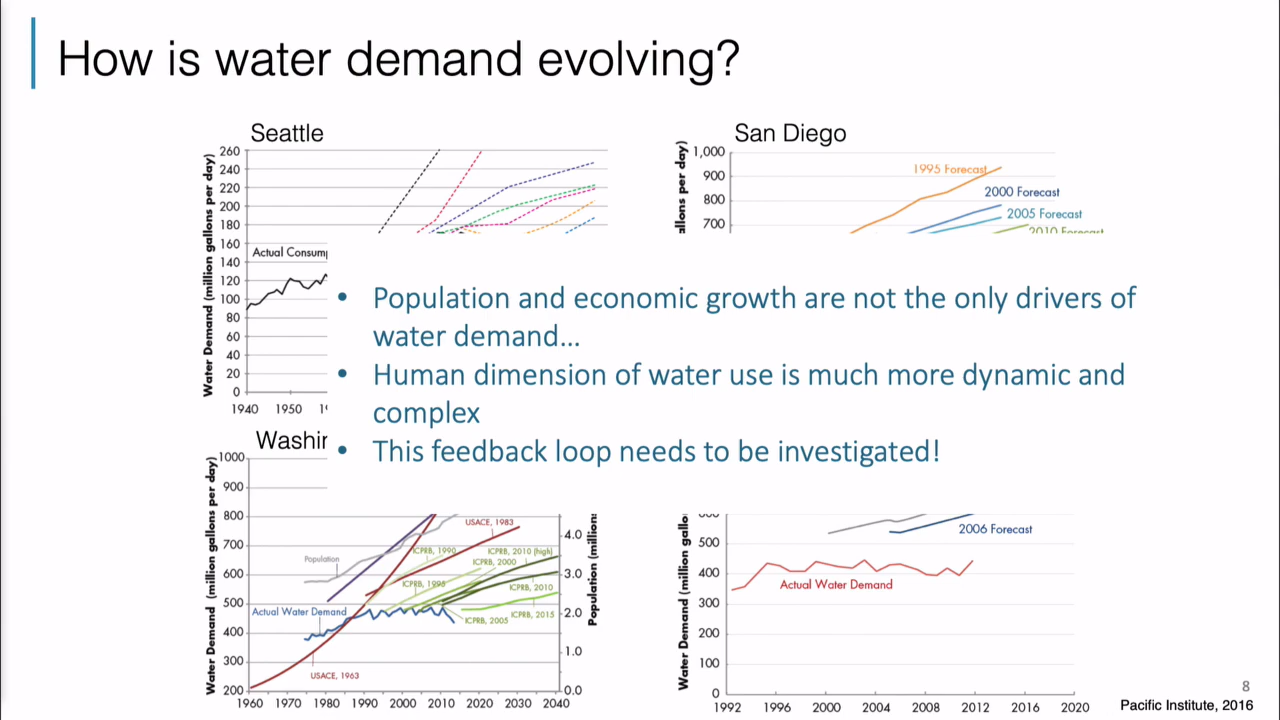 How is water demand evolving?
Seattle
San Diego
Water Demand (million gallons per day)
260
240
220
200
180
160
140
120
100
80
60
40
20
0
Actual Consum
1940 1950
allons per day)
1,000
900
800
700
1995 Forecast
2000 Forecast
2005 Forecast
2010 Forecast
• Population and economic growth are not the only drivers of
water demand...
• Human dimension of water use is much more dynamic and
complex
• This feedback loop needs to be investigated!
Washin
Water Demand (million gallons per day)
1000
900
800
700
600
500
400
300
200
Population
Actual Water Demand
USACE, 1963
USACE, 1983
ICPRB, 1990
ICPRB, 2010 (high)
ICPRB, 2000
ICPRB, 1995
ICPRB, 2010
ICPRB, 2015
ICPRB, 2005
4.0
3.0
2.0
1.0
0.0
Population (millions
1960 1970 1980 1990 2000 2010 2020 2030 2040
Water Demand (million gallo
600
500
400
300
200
100
0
2006 Forecast
Actual Water Demand
1992 1996 2000 2004 2008 2012 2016 2020
8
Pacific Institute, 2016